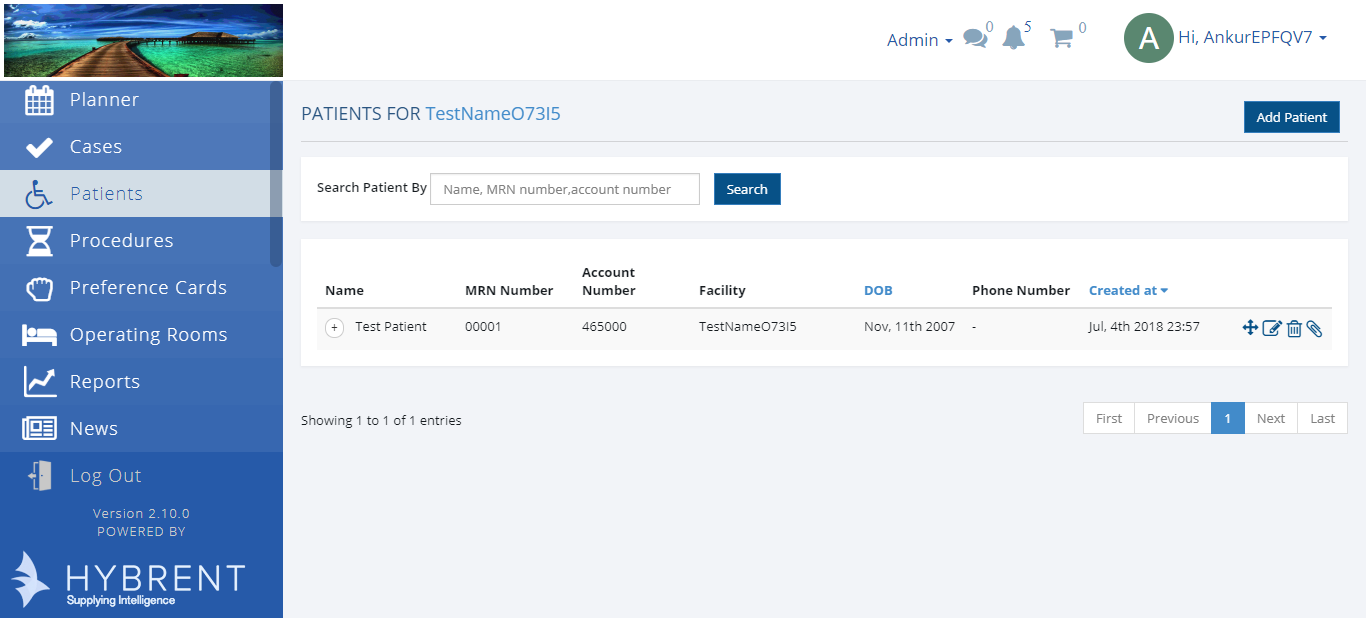 Admin 0 5 0 A Hi, AnkurEPFQV7
Planner
Cases
Patients
Procedures
Preference Cards
Operating Rooms
Reports
News
Log Out
Version 2.10.0
POWERED BY
HYBRENT
Supplying Intelligence
PATIENTS FOR TestNameO73I5
Add Patient
Search Patient By Name, MRN number,account number Search
Name MRN Number Account Number Facility DOB Phone Number Created at
+ Test Patient 00001 465000 TestNameO73I5 Nov, 11th 2007 - Jul, 4th 2018 23:57
Showing 1 to 1 of 1 entries
First Previous 1 Next Last